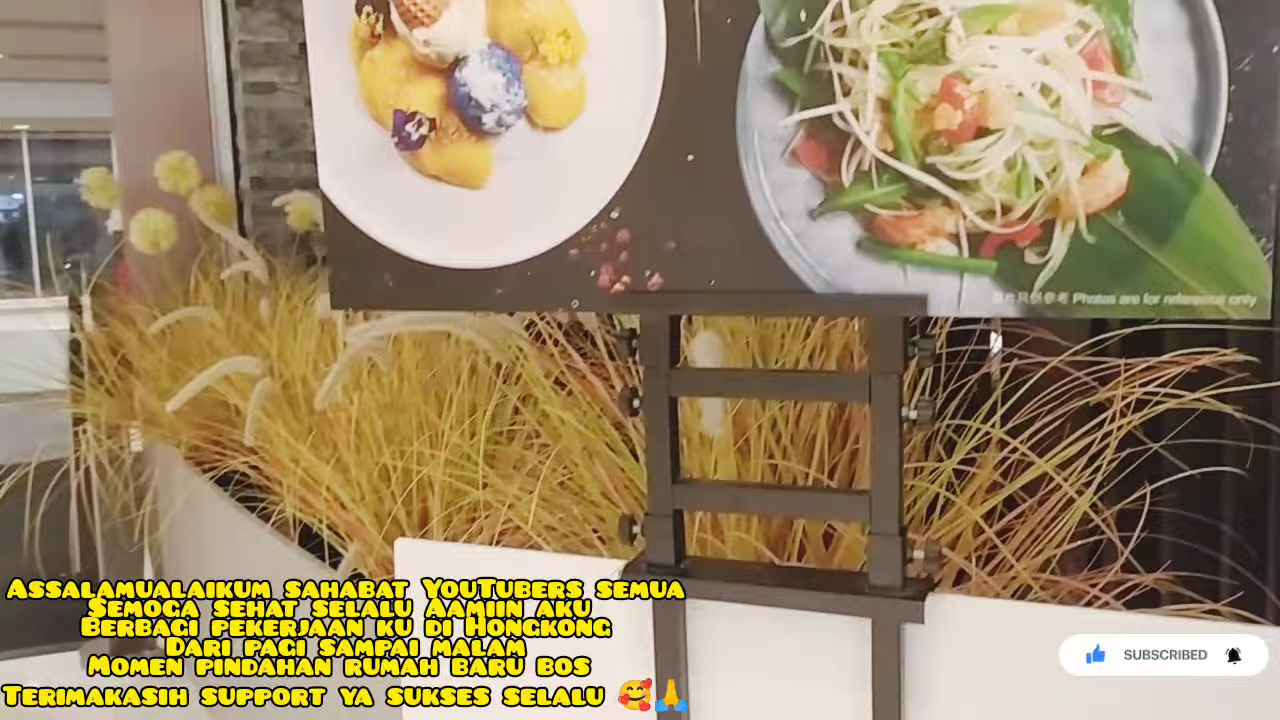 Photos are for reference only
Assalamualaikum sahabat YouTubers semua
Semoga sehat selalu Aamiin aku
Berbagi pekerjaan ku di Hongkong
Dari pagi sampai malam
Momen pindahan rumah baru bos
Terimakasih support ya sukses selalu 🥰🙏
SUBSCRIBED